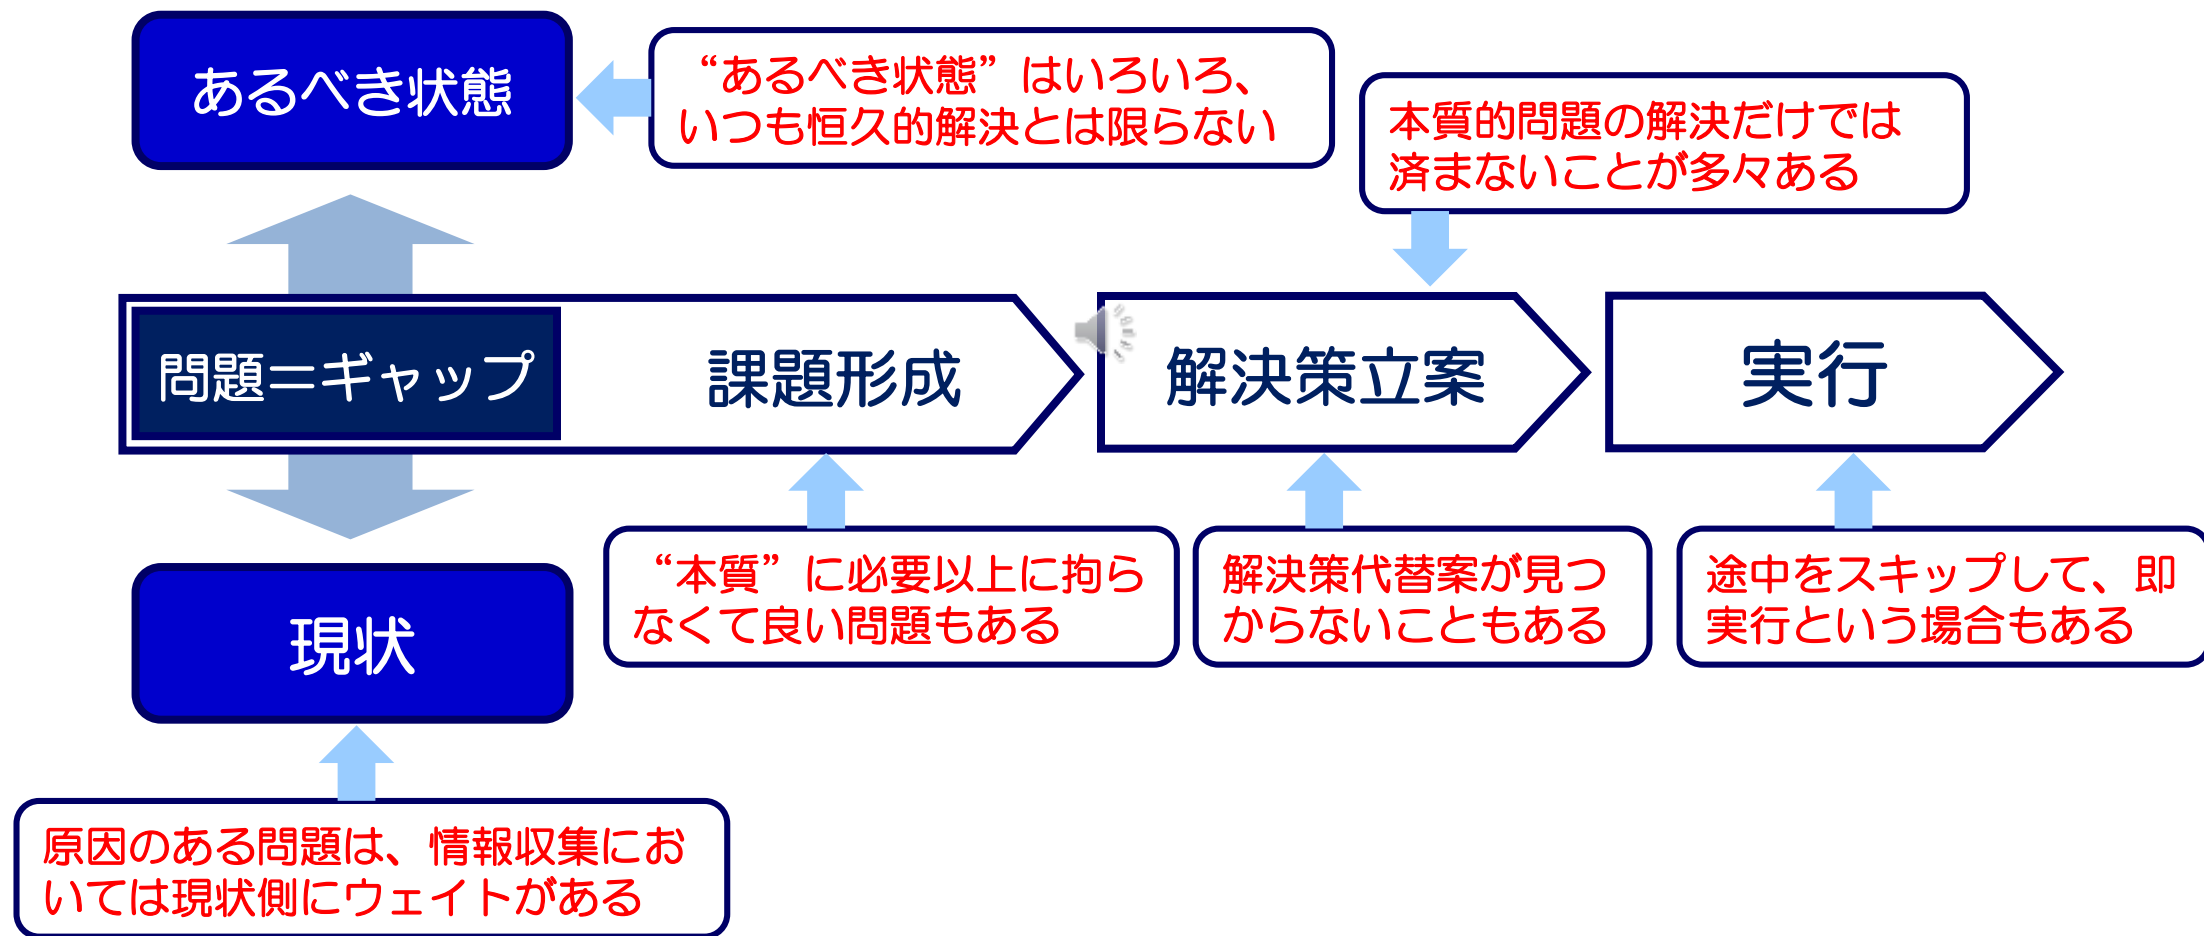 あるべき状態
“あるべき状態”はいろいろ、
いつも恒久的解決とは限らない
本質的問題の解決だけでは
済まないことが多々ある
問題＝ギャップ
課題形成
解決策立案
実行
“本質”に必要以上に拘ら
なくて良い問題もある
解決策代替案が見つ
からないこともある
途中をスキップして、即
実行という場合もある
現状
原因のある問題は、情報収集にお
いては現状側にウェイトがある